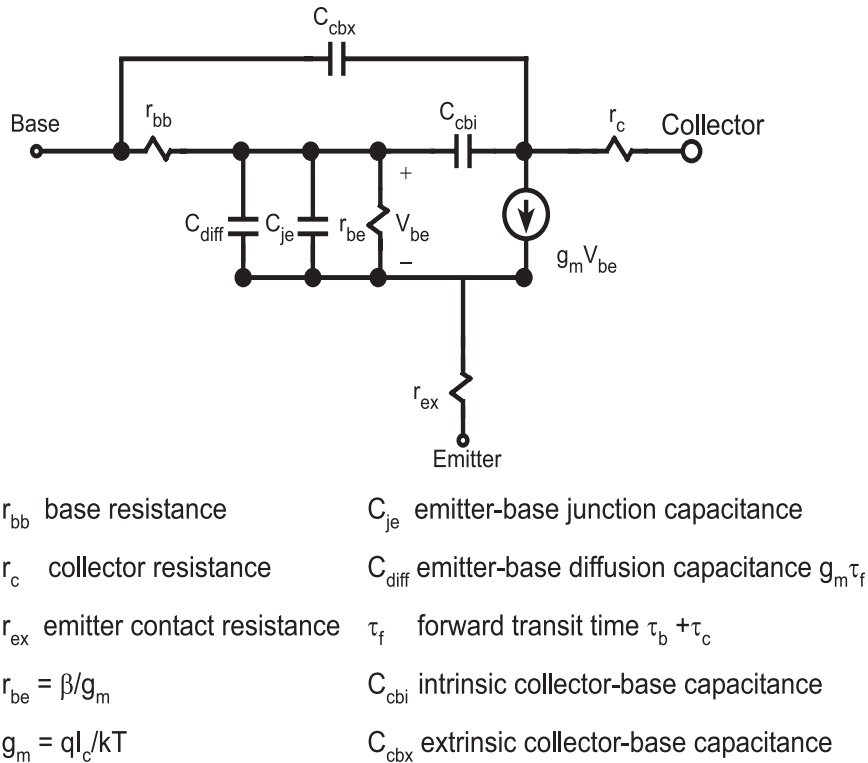 C_cbx
Base
r_bb
C_cbi
r_c
Collector
+
C_diff
C_je
r_be
V_be
−
g_mV_be
r_ex
Emitter
r_bb base resistance
C_je emitter-base junction capacitance
r_c collector resistance
C_diff emitter-base diffusion capacitance g_mτ_f
r_ex emitter contact resistance
τ_f forward transit time τ_b +τ_c
r_be = β/g_m
C_cbi intrinsic collector-base capacitance
g_m = qI_c/kT
C_cbx extrinsic collector-base capacitance